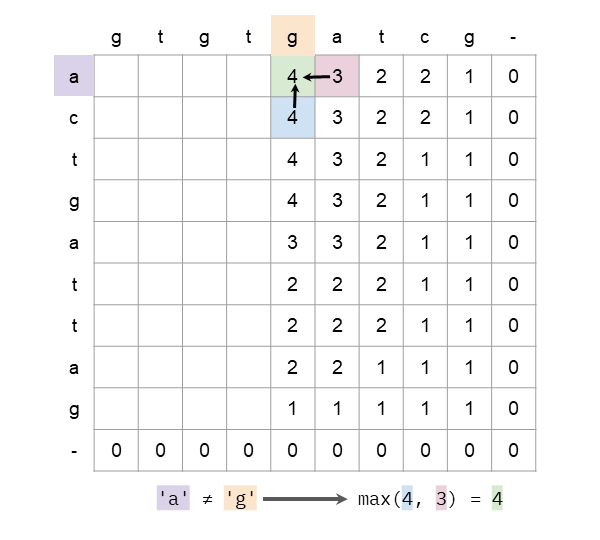 g t g t g a t c g -
a 4 3 2 2 1 0
c 4 3 2 2 1 0
t 4 3 2 1 1 0
g 4 3 2 1 1 0
a 3 3 2 1 1 0
t 2 2 2 1 1 0
t 2 2 2 1 1 0
a 2 2 1 1 1 0
g 1 1 1 1 1 0
- 0 0 0 0 0 0 0 0 0 0
'a' ≠ 'g' max(4, 3) = 4